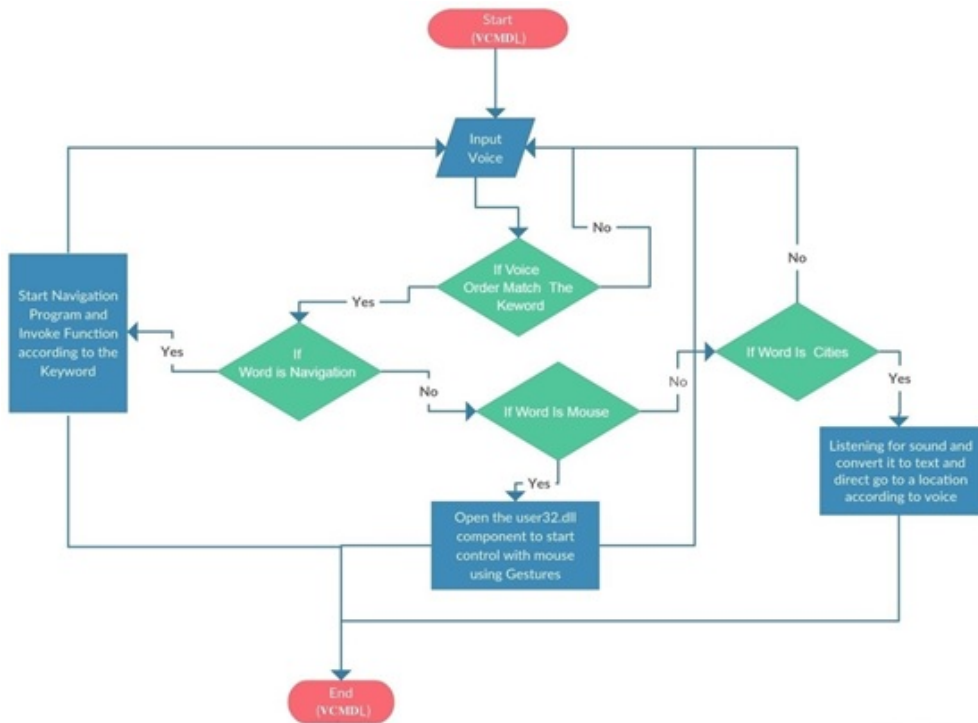 Start
(VCMDL)
Input
Voice
No
If Voice
Order Match The
Keword
Yes
No
Start Navigation
Program and
Invoke Function
according to the
Keyword
Yes
If
Word is Navigation
No
If Word Is Mouse
No
If Word Is Cities
Yes
Yes
Listening for sound and
convert it to text and
direct go to a location
according to voice
Open the user32.dll
component to start
control with mouse
using Gestures
End
(VCMDL)